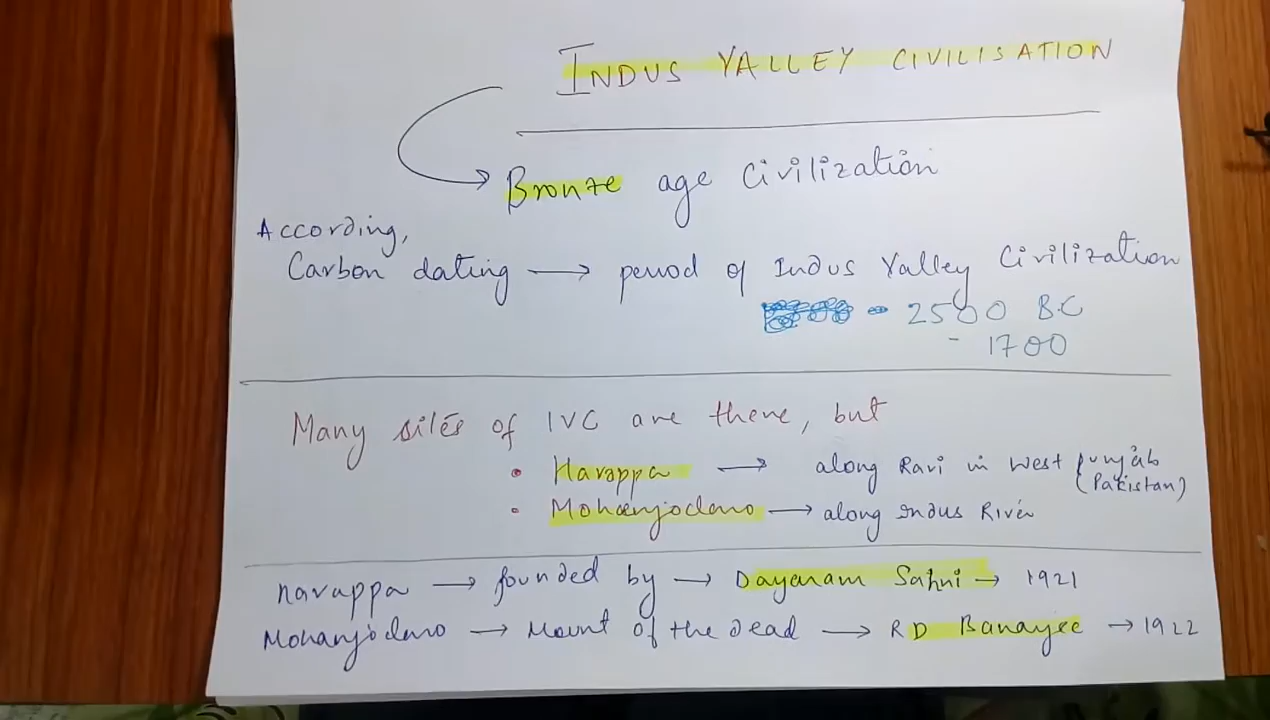 INDUS VALLEY CIVILISATION
Bronze age Civilization
According,
Carbon dating → period of Indus Valley Civilization
- 2500 BC
- 1700
Many sites of IVC are there, but
• Harappa → along Ravi in West Punjab
(Pakistan)
• Mohanjodaro → along Indus River
Harappa → founded by → Dayaram Sahni → 1921
Mohanjodaro → Mount of the dead → RD Banarjee → 1922